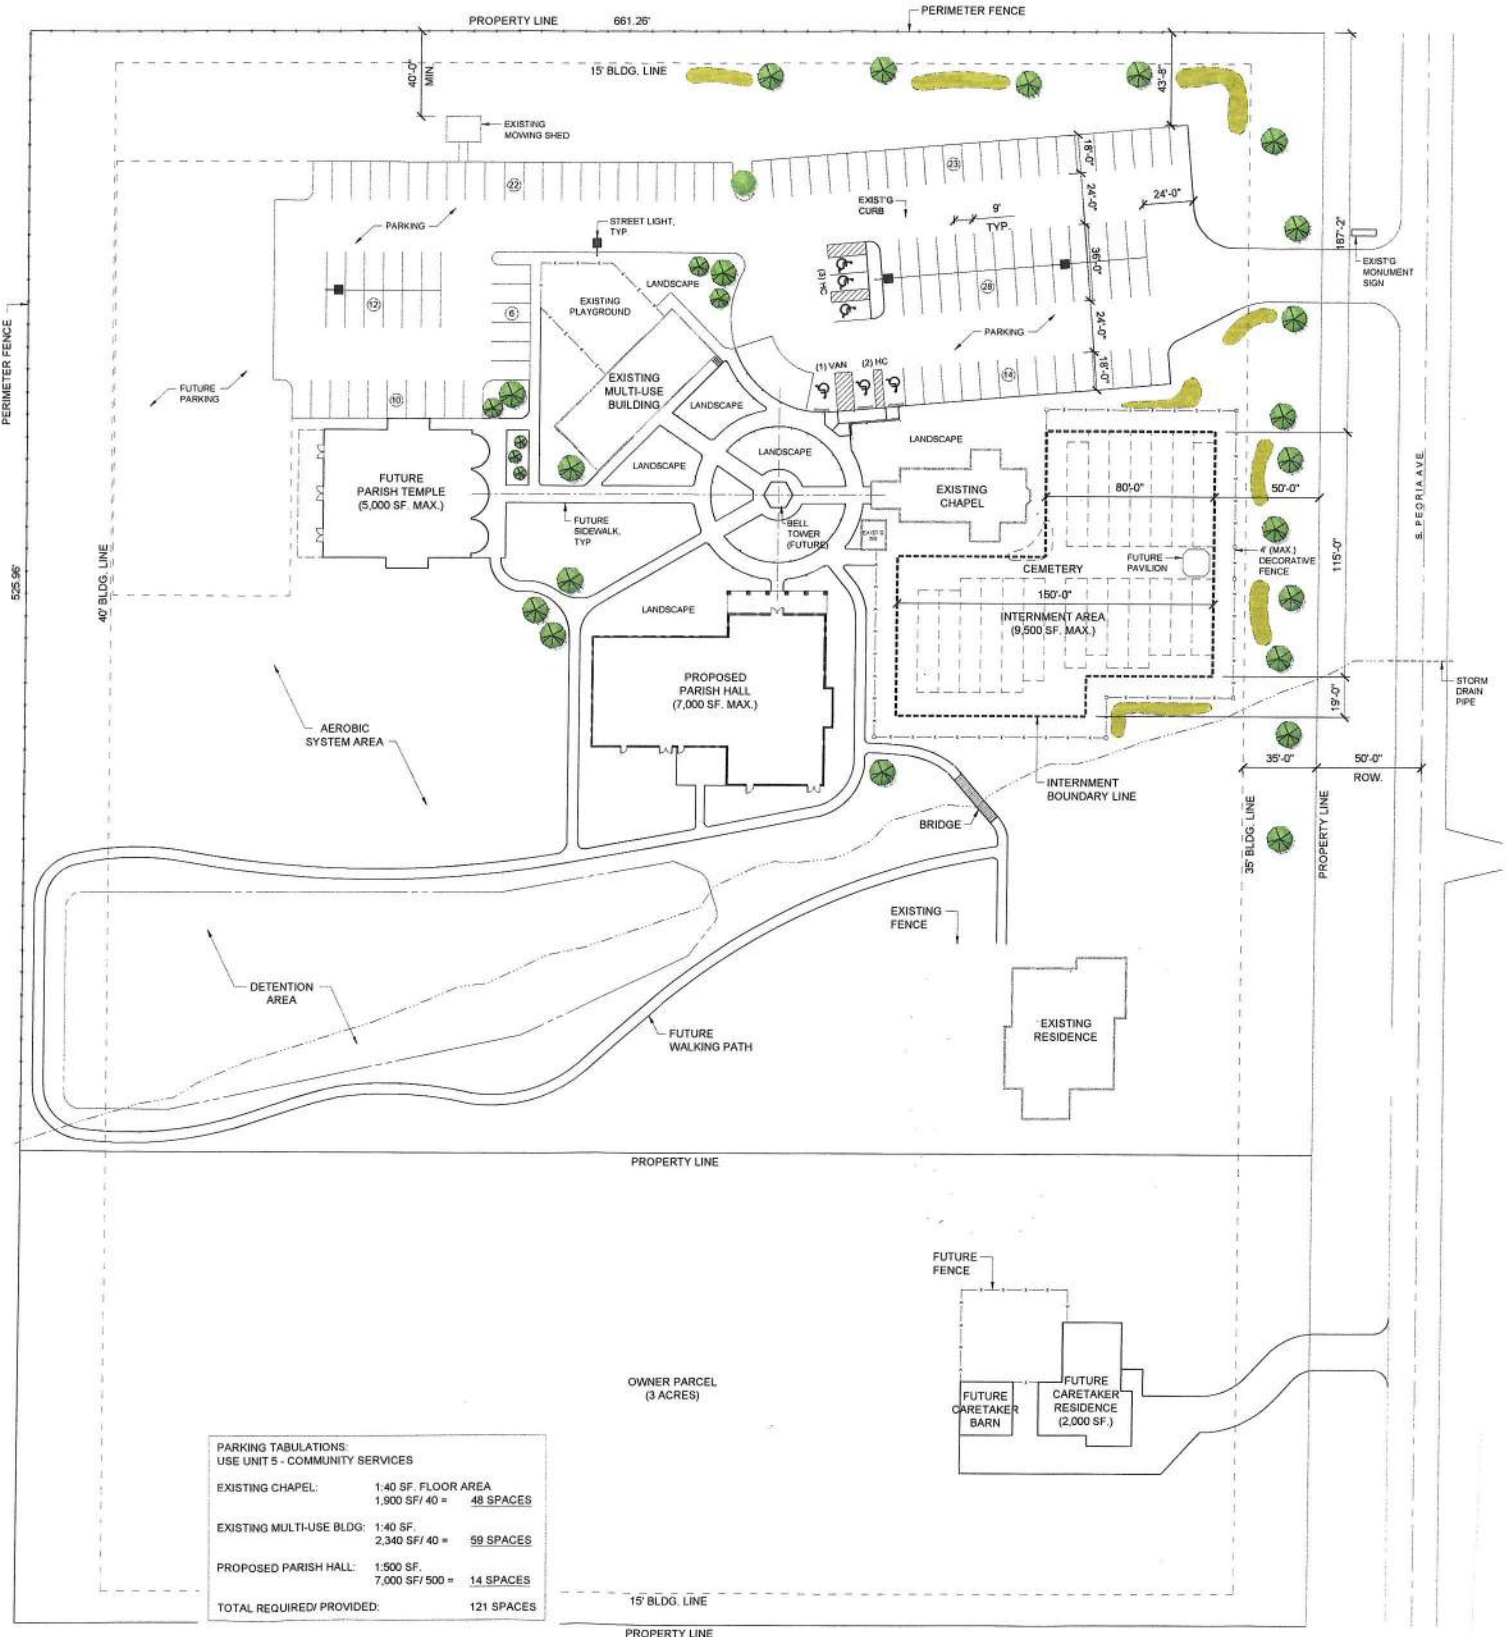 PERIMETER FENCE
PROPERTY LINE 661.26'
40'-0"
MIN.
15' BLDG. LINE
43'-8"
EXISTING
MOWING SHED
22
23
18'-0"
24'-0"
24'-0"
EXIST'G
CURB
9'
TYP.
PARKING
STREET LIGHT,
TYP
187'-2"
EXIST'G
MONUMENT
SIGN
LANDSCAPE
EXISTING
PLAYGROUND
(3) HC
36'-0"
28
12
6
PARKING
24'-0"
PERIMETER FENCE
FUTURE
PARKING
(1) VAN
(2) HC
14
18'-0"
EXISTING
MULTI-USE
BUILDING
10
LANDSCAPE
LANDSCAPE
LANDSCAPE
LANDSCAPE
FUTURE
PARISH TEMPLE
(5,000 SF. MAX.)
EXISTING
CHAPEL
80'-0"
50'-0"
S. PEORIA AVE.
FUTURE
SIDEWALK,
TYP
BELL
TOWER
(FUTURE)
FUTURE
PAVILION
4' (MAX.)
DECORATIVE
FENCE
115'-0"
525.96'
40' BLDG. LINE
CEMETERY
150'-0"
INTERNMENT AREA
(9,500 SF. MAX.)
LANDSCAPE
PROPOSED
PARISH HALL
(7,000 SF. MAX.)
STORM
DRAIN
PIPE
19'-0"
AEROBIC
SYSTEM AREA
35'-0"
50'-0"
ROW.
INTERNMENT
BOUNDARY LINE
BRIDGE
35' BLDG. LINE
PROPERTY LINE
EXISTING
FENCE
DETENTION
AREA
FUTURE
WALKING PATH
EXISTING
RESIDENCE
PROPERTY LINE
FUTURE
FENCE
OWNER PARCEL
(3 ACRES)
FUTURE
CARETAKER
BARN
FUTURE
CARETAKER
RESIDENCE
(2,000 SF.)
PARKING TABULATIONS:
USE UNIT 5 - COMMUNITY SERVICES
EXISTING CHAPEL: 1:40 SF. FLOOR AREA
1,900 SF/ 40 = 48 SPACES
EXISTING MULTI-USE BLDG: 1:40 SF.
2,340 SF/ 40 = 59 SPACES
PROPOSED PARISH HALL: 1:500 SF.
7,000 SF/ 500 = 14 SPACES
TOTAL REQUIRED/ PROVIDED: 121 SPACES
15' BLDG. LINE
PROPERTY LINE